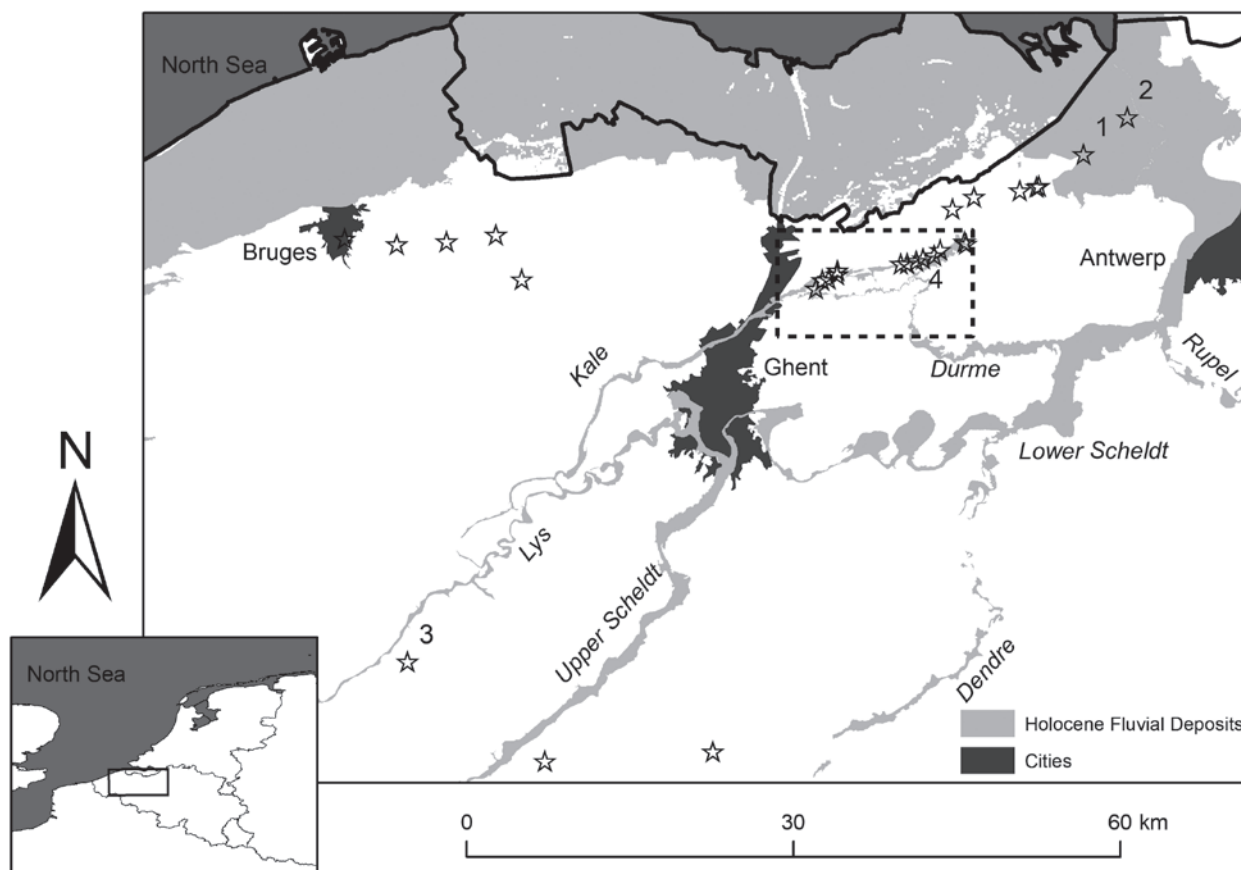 North Sea
2
1
Bruges
Antwerp
4
Kale
Ghent
Durme
Rupel
Lower Scheldt
N
Lys
Upper Scheldt
3
Dendre
North Sea
Holocene Fluvial Deposits
Cities
0
30
60 km